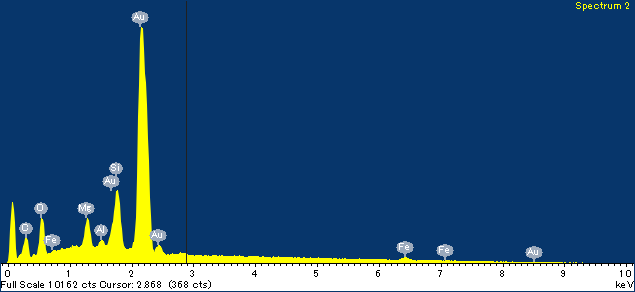 Spectrum 2
Au
Si
Au
O
Mg
Al
Au
C
Fe
Fe
Fe
Au
0 1 2 3 4 5 6 7 8 9 10
Full Scale 10162 cts Cursor: 2.868 (368 cts) keV